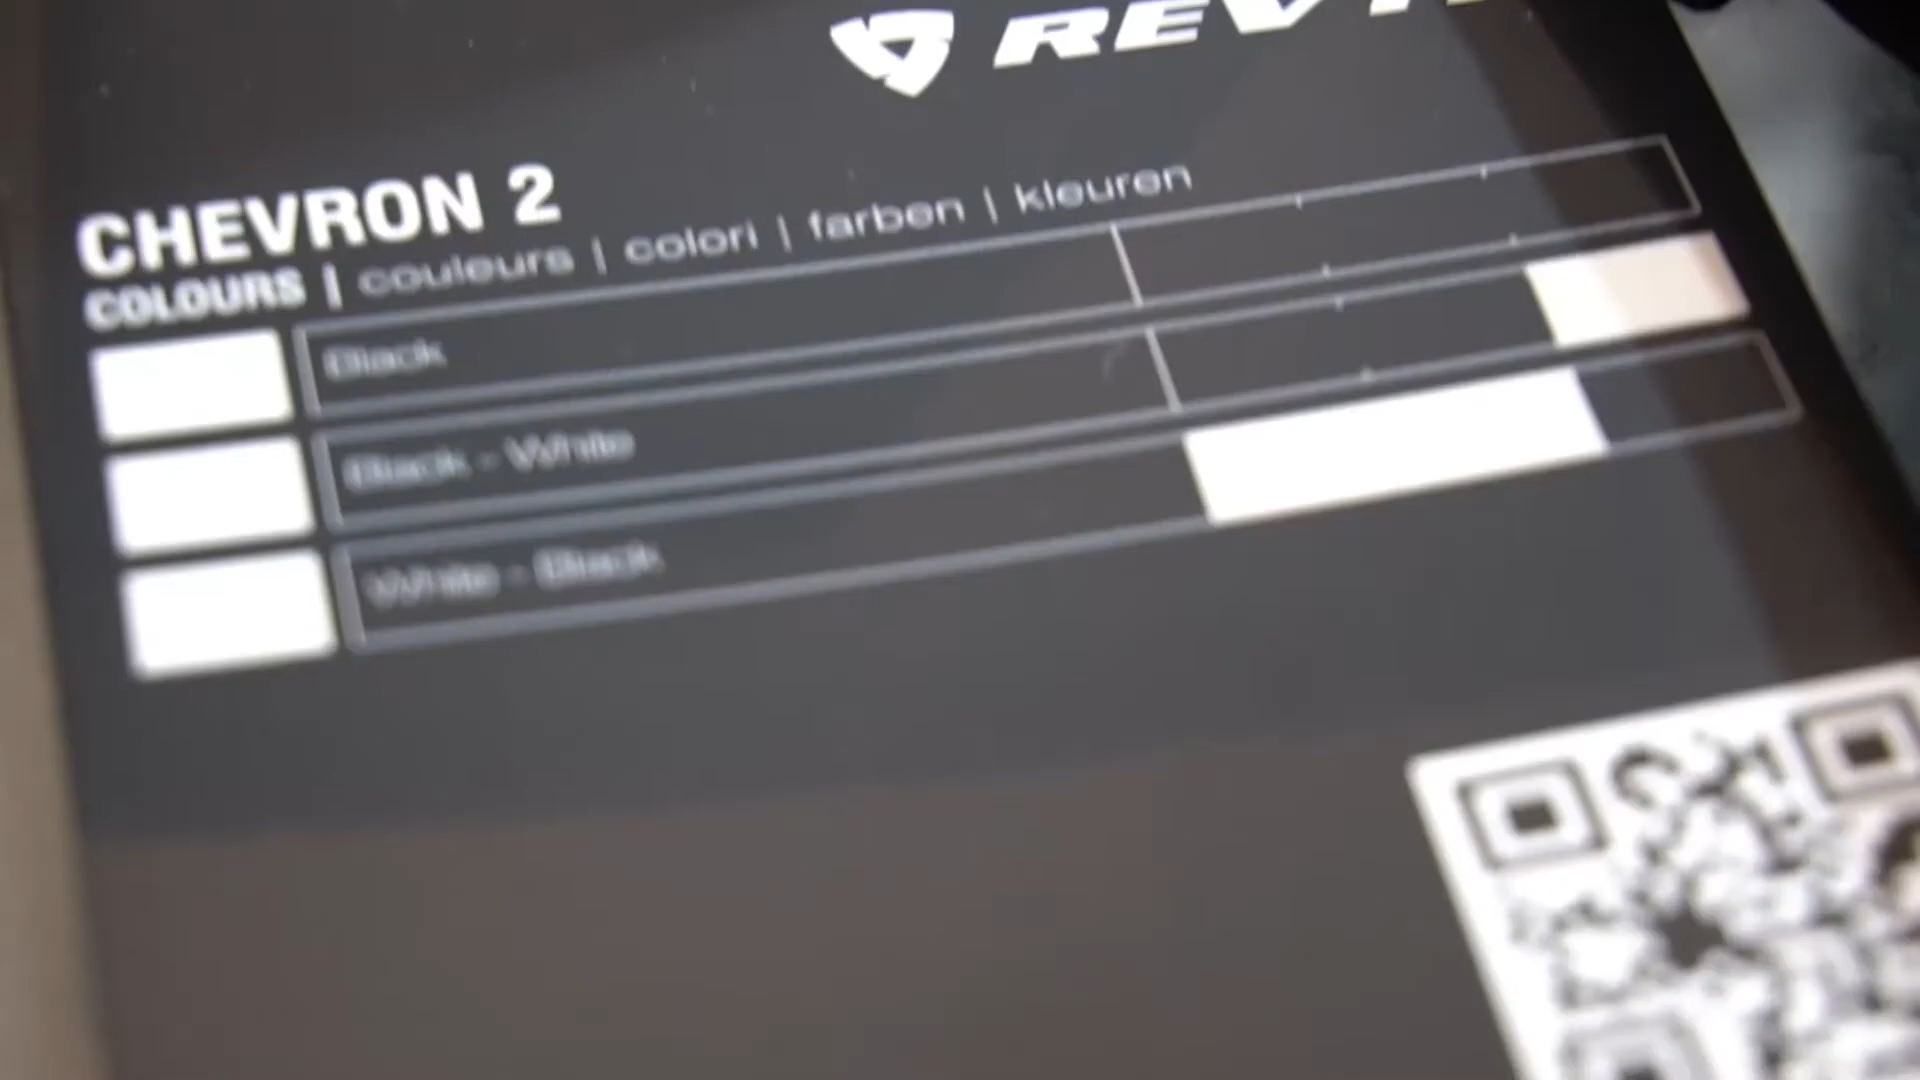 REV'I
CHEVRON 2
COLOURS | couleurs | colori | farben | kleuren
Black
Black - White
White - Black